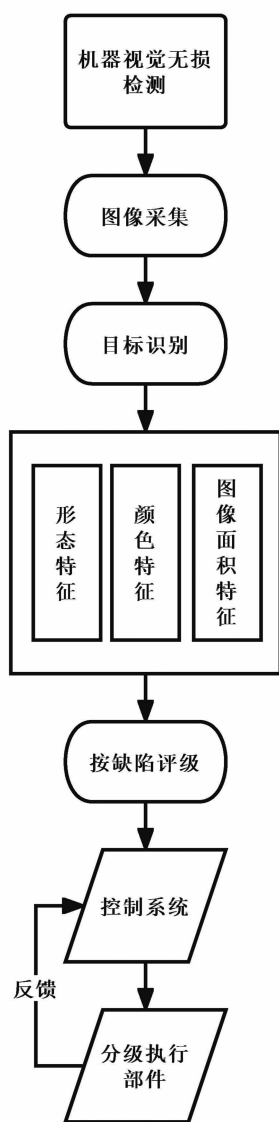 机器视觉无损
检测
图像采集
目标识别
形态特征
颜色特征
图像面积特征
按缺陷评级
控制系统
反馈
分级执行
部件